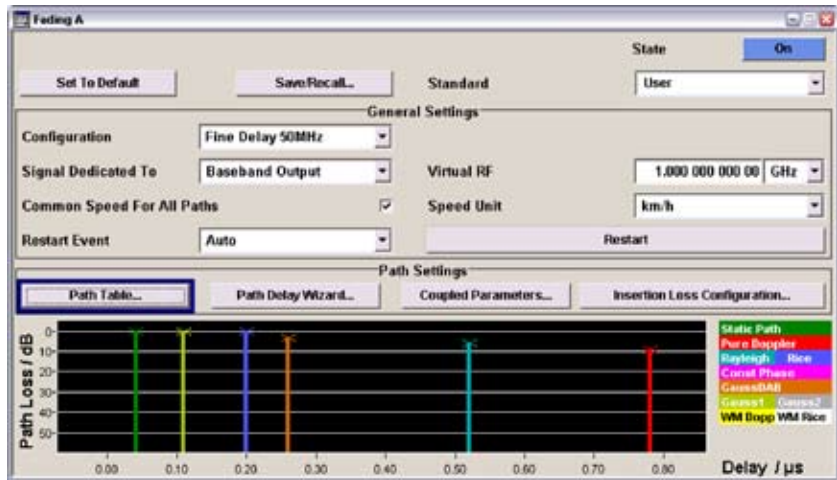 Fading A
State On
Set To Default Save/Recall... Standard User
General Settings
Configuration Fine Delay 50MHz
Signal Dedicated To Baseband Output Virtual RF 1.000 000 000 00 GHz
Common Speed For All Paths Speed Unit km/h
Restart Event Auto Restart
Path Settings
Path Table... Path Delay Wizard... Coupled Parameters... Insertion Loss Configuration...
Path Loss / dB
0
10
20
30
40
50
Static Path
Pure Doppler
Rayleigh Rice
Const Phase
GaussDAB
Gauss1 Gauss2
WM Dopp WM Rice
0.00 0.10 0.20 0.30 0.40 0.50 0.60 0.70 0.80 Delay / µs